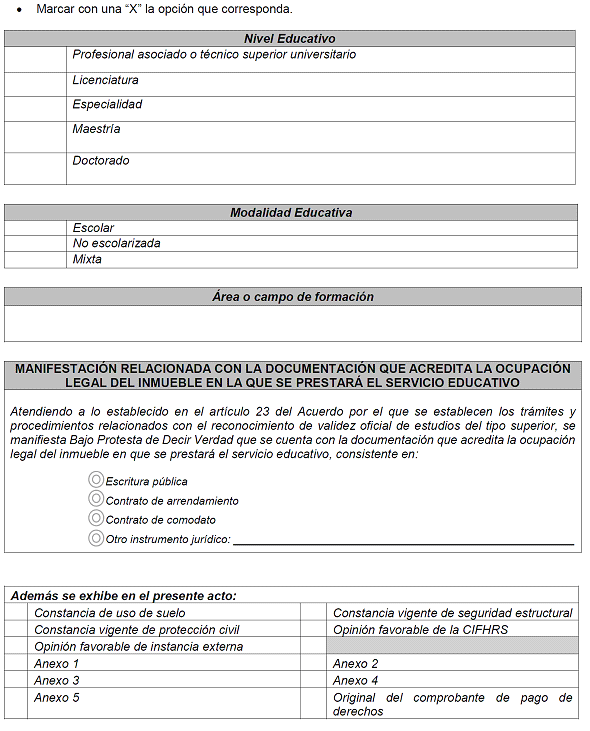 • Marcar con una “X” la opción que corresponda.
Nivel Educativo
Profesional asociado o técnico superior universitario
Licenciatura
Especialidad
Maestría
Doctorado
Modalidad Educativa
Escolar
No escolarizada
Mixta
Área o campo de formación
MANIFESTACIÓN RELACIONADA CON LA DOCUMENTACIÓN QUE ACREDITA LA OCUPACIÓN
LEGAL DEL INMUEBLE EN LA QUE SE PRESTARÁ EL SERVICIO EDUCATIVO
Atendiendo a lo establecido en el artículo 23 del Acuerdo por el que se establecen los trámites y
procedimientos relacionados con el reconocimiento de validez oficial de estudios del tipo superior, se
manifiesta Bajo Protesta de Decir Verdad que se cuenta con la documentación que acredita la ocupación
legal del inmueble en que se prestará el servicio educativo, consistente en:
Escritura pública
Contrato de arrendamiento
Contrato de comodato
Otro instrumento jurídico:
Además se exhibe en el presente acto:
Constancia de uso de suelo Constancia vigente de seguridad estructural
Constancia vigente de protección civil Opinión favorable de la CIFHRS
Opinión favorable de instancia externa
Anexo 1 Anexo 2
Anexo 3 Anexo 4
Anexo 5 Original del comprobante de pago de
derechos